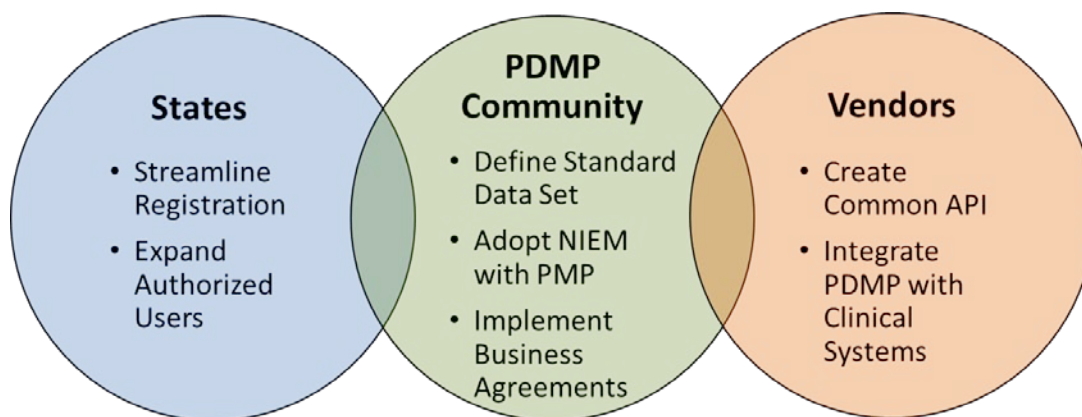 States
• Streamline
Registration
• Expand
Authorized
Users
PDMP
Community
• Define Standard
Data Set
• Adopt NIEM
with PMP
• Implement
Business
Agreements
Vendors
• Create
Common API
• Integrate
PDMP with
Clinical
Systems